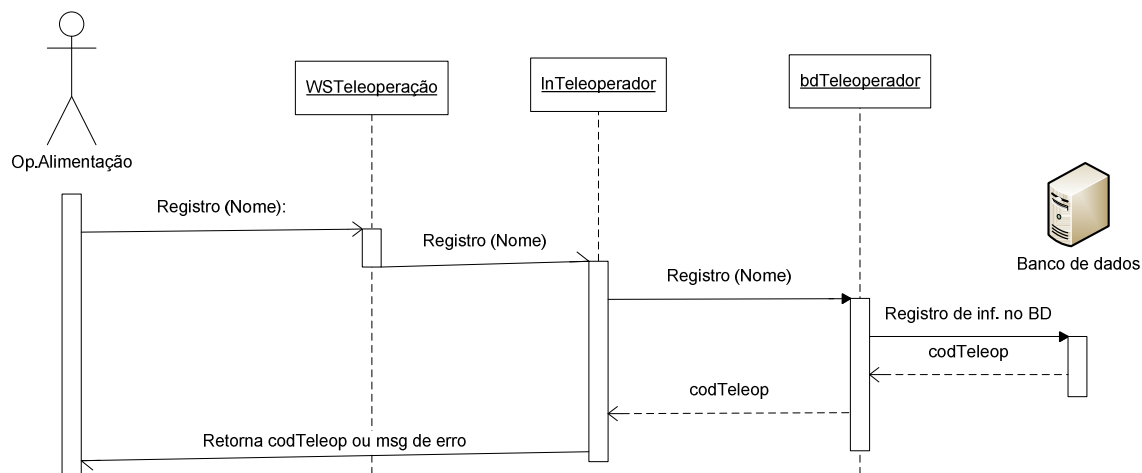 WSTeleoperação
lnTeleoperador
bdTeleoperador
Op.Alimentação
Registro (Nome):
Registro (Nome)
Registro (Nome)
Banco de dados
Registro de inf. no BD
codTeleop
codTeleop
Retorna codTeleop ou msg de erro